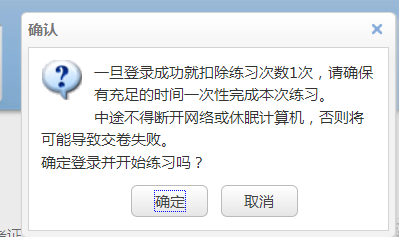 确认
一旦登录成功就扣除练习次数1次，请确保
有充足的时间一次性完成本次练习。
中途不得断开网络或休眠计算机，否则将
可能导致交卷失败。
确定登录并开始练习吗？
确定
取消
考证